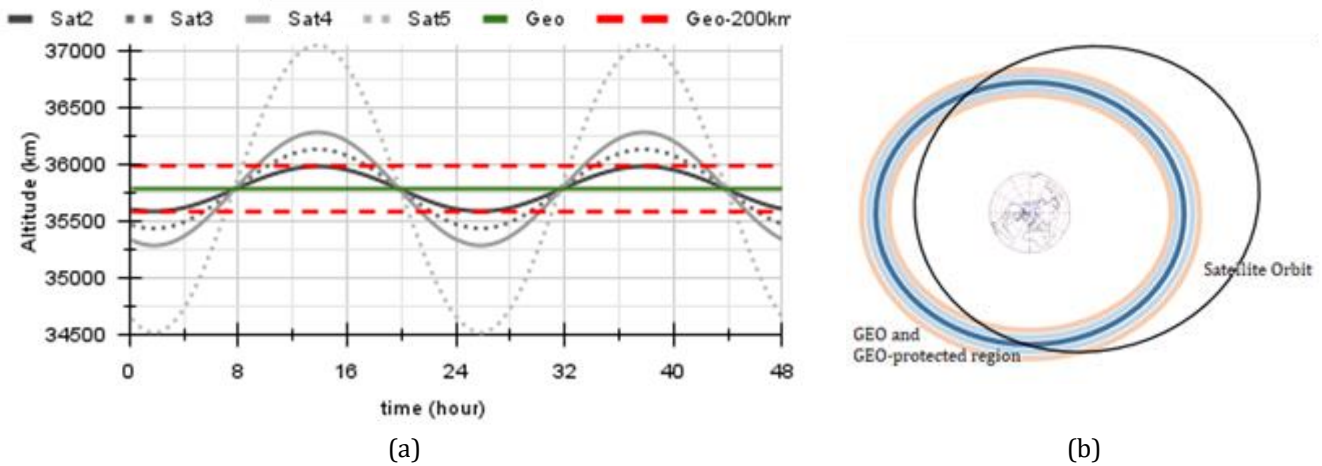 Sat2 Sat3 Sat4 Sat5 Geo Geo-200km
Altitude (km)
37000
36500
36000
35500
35000
34500
0 8 16 24 32 40 48
time (hour)
(a)
Satellite Orbit
GEO and
GEO-protected region
(b)